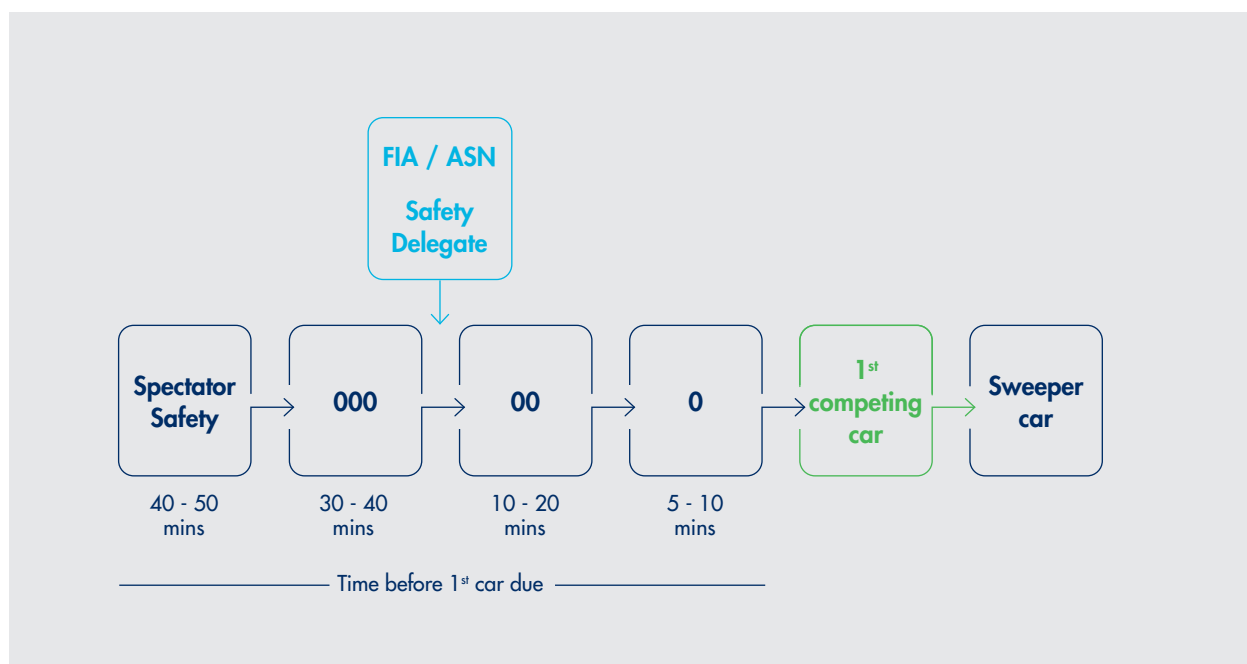 FIA / ASN
Safety
Delegate
Spectator
Safety
000
00
0
1st
competing
car
Sweeper
car
40 - 50
mins
30 - 40
mins
10 - 20
mins
5 - 10
mins
Time before 1st car due